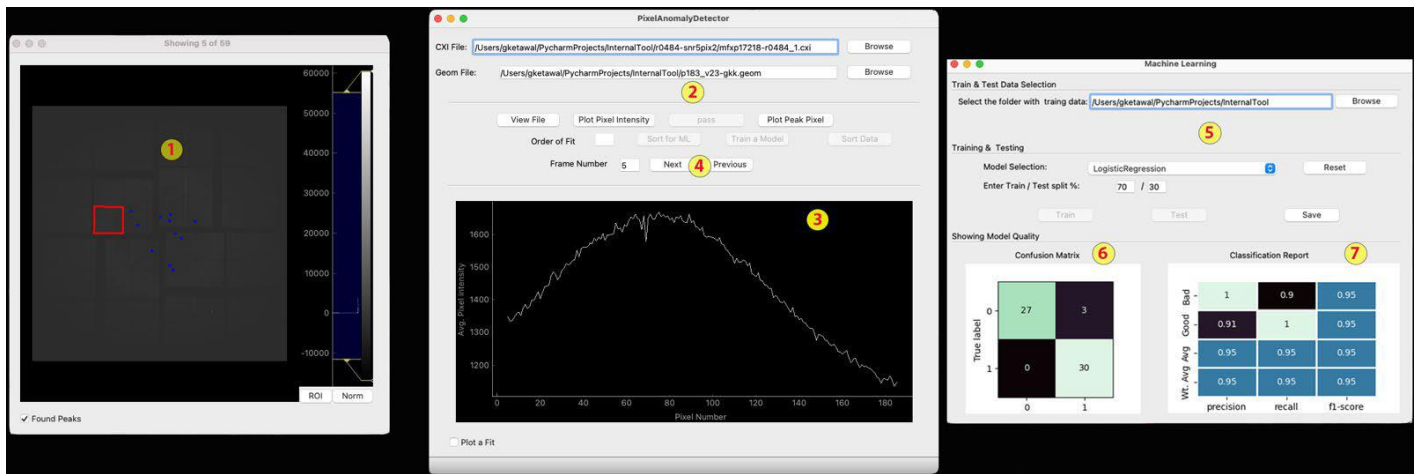 Showing 5 of 59
60000
50000
40000
30000
20000
10000
0
-10000
1
ROI Norm
Found Peaks
PixelAnomalyDetector
CXI File: /Users/gketawal/PycharmProjects/InternalTool/r0484-snr5pix2/mfxp17218-r0484_1.cxi Browse
Geom File: /Users/gketawal/PycharmProjects/InternalTool/p183_v23-gkk.geom Browse
2
View File Plot Pixel Intensity pass Plot Peak Pixel
Order of Fit Sort for ML Train a Model Sort Data
Frame Number 5 Next 4 Previous
3
Avg. Pixel intensity
1600
1500
1400
1300
1200
0 20 40 60 80 100 120 140 160 180
Pixel Number
Plot a Fit
Machine Learning
Train & Test Data Selection
Select the folder with traing data: /Users/gketawal/PycharmProjects/InternalTool Browse
5
Training & Testing
Model Selection: LogisticRegression Reset
Enter Train / Test split %: 70 / 30
Train Test Save
Showing Model Quality
Confusion Matrix 6
True label
0 27 3
1 0 30
0 1
Classification Report 7
Bad 1 0.9 0.95
Good 0.91 1 0.95
Avg 0.95 0.95 0.95
Wt. Avg 0.95 0.95 0.95
precision recall f1-score